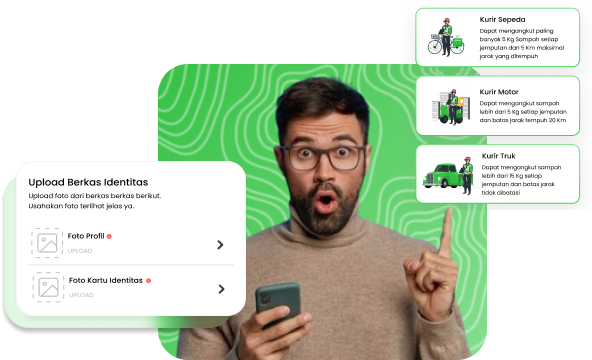 Kurir Sepeda
Dapat mengangkut paling
banyak 5 Kg Sampah setiap
jemputan dan 5 Km maksimal
jarak yang ditempuh
Kurir Motor
Dapat mengangkut sampah
lebih dari 5 Kg setiap jemputan
dan batas jarak tempuh 20 Km
Kurir Truk
Dapat mengangkut sampah
lebih dari 15 Kg setiap
jemputan dan batas jarak
tidak dibatasi
Upload Berkas Identitas
Upload foto dari berkas berkas berikut.
Usahakan foto terlihat jelas ya.
Foto Profil
UPLOAD
Foto Kartu Identitas
UPLOAD